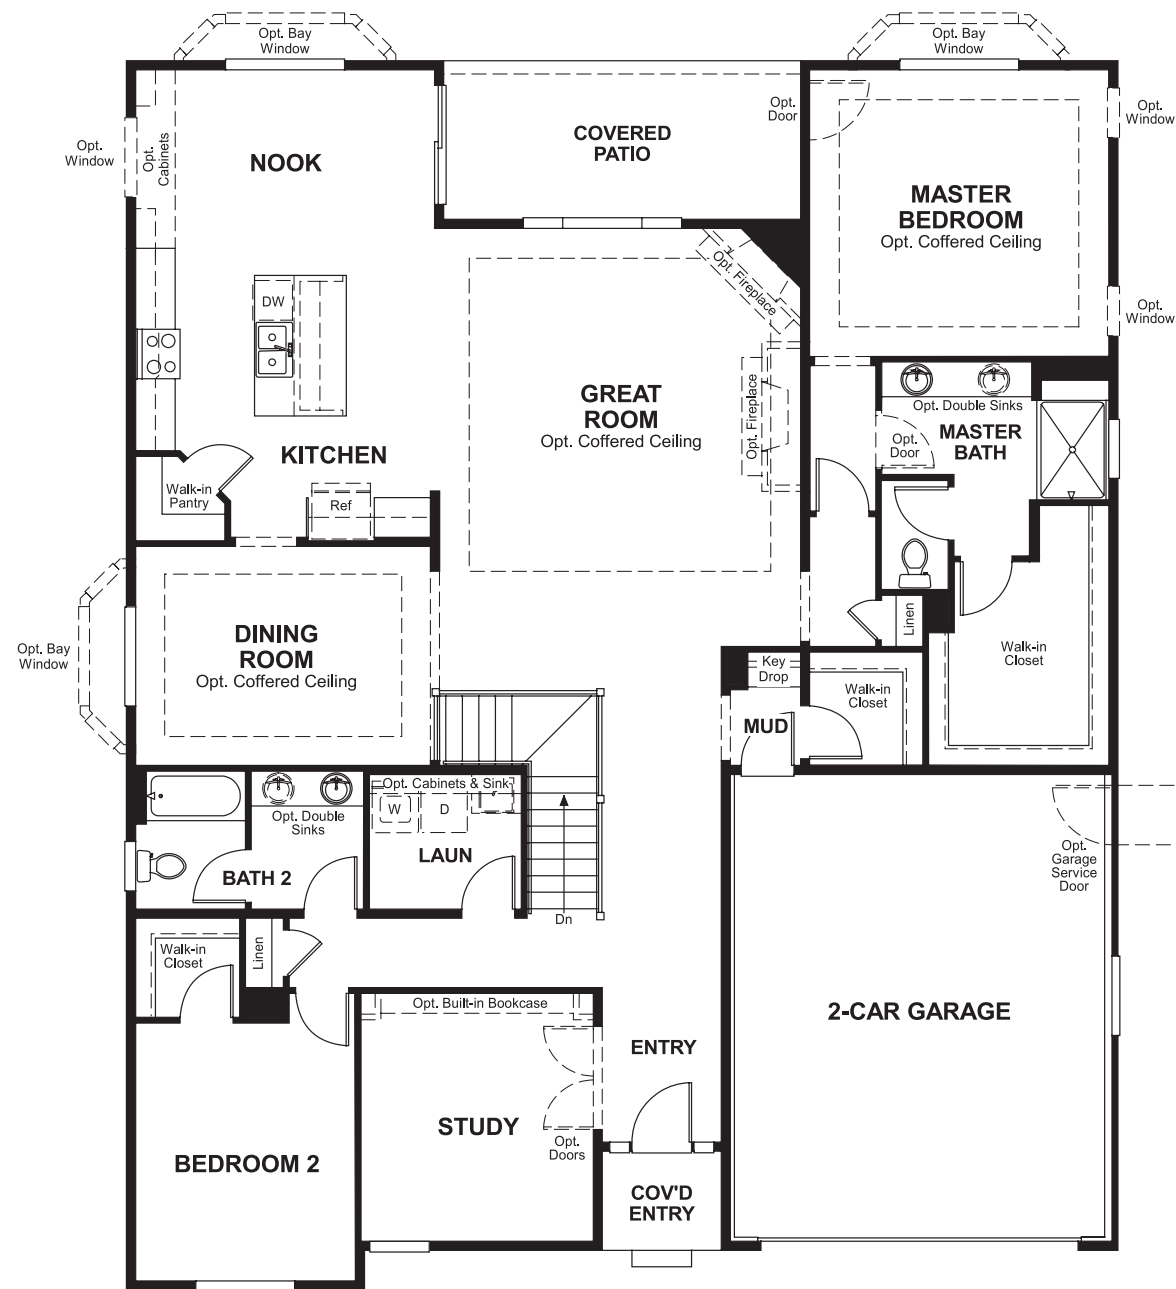 Opt. Bay
Window
Opt. Bay
Window
Opt.
Window
Opt.
Cabinets
NOOK
COVERED
PATIO
Opt.
Door
MASTER
BEDROOM
Opt. Coffered Ceiling
Opt.
Window
Opt.
Window
DW
Opt. Fireplace
Opt. Fireplace
GREAT
ROOM
Opt. Coffered Ceiling
KITCHEN
Walk-in
Pantry
Ref
Opt. Double Sinks
MASTER
BATH
Opt.
Door
Linen
Walk-in
Closet
DINING
ROOM
Opt. Coffered Ceiling
Opt. Bay
Window
Key
Drop
MUD
Walk-in
Closet
Opt. Double
Sinks
BATH 2
Opt. Cabinets & Sink
W
D
LAUN
Dn
Opt.
Garage
Service
Door
Walk-in
Closet
Linen
Opt. Built-in Bookcase
2-CAR GARAGE
ENTRY
STUDY
Opt.
Doors
BEDROOM 2
COV'D
ENTRY